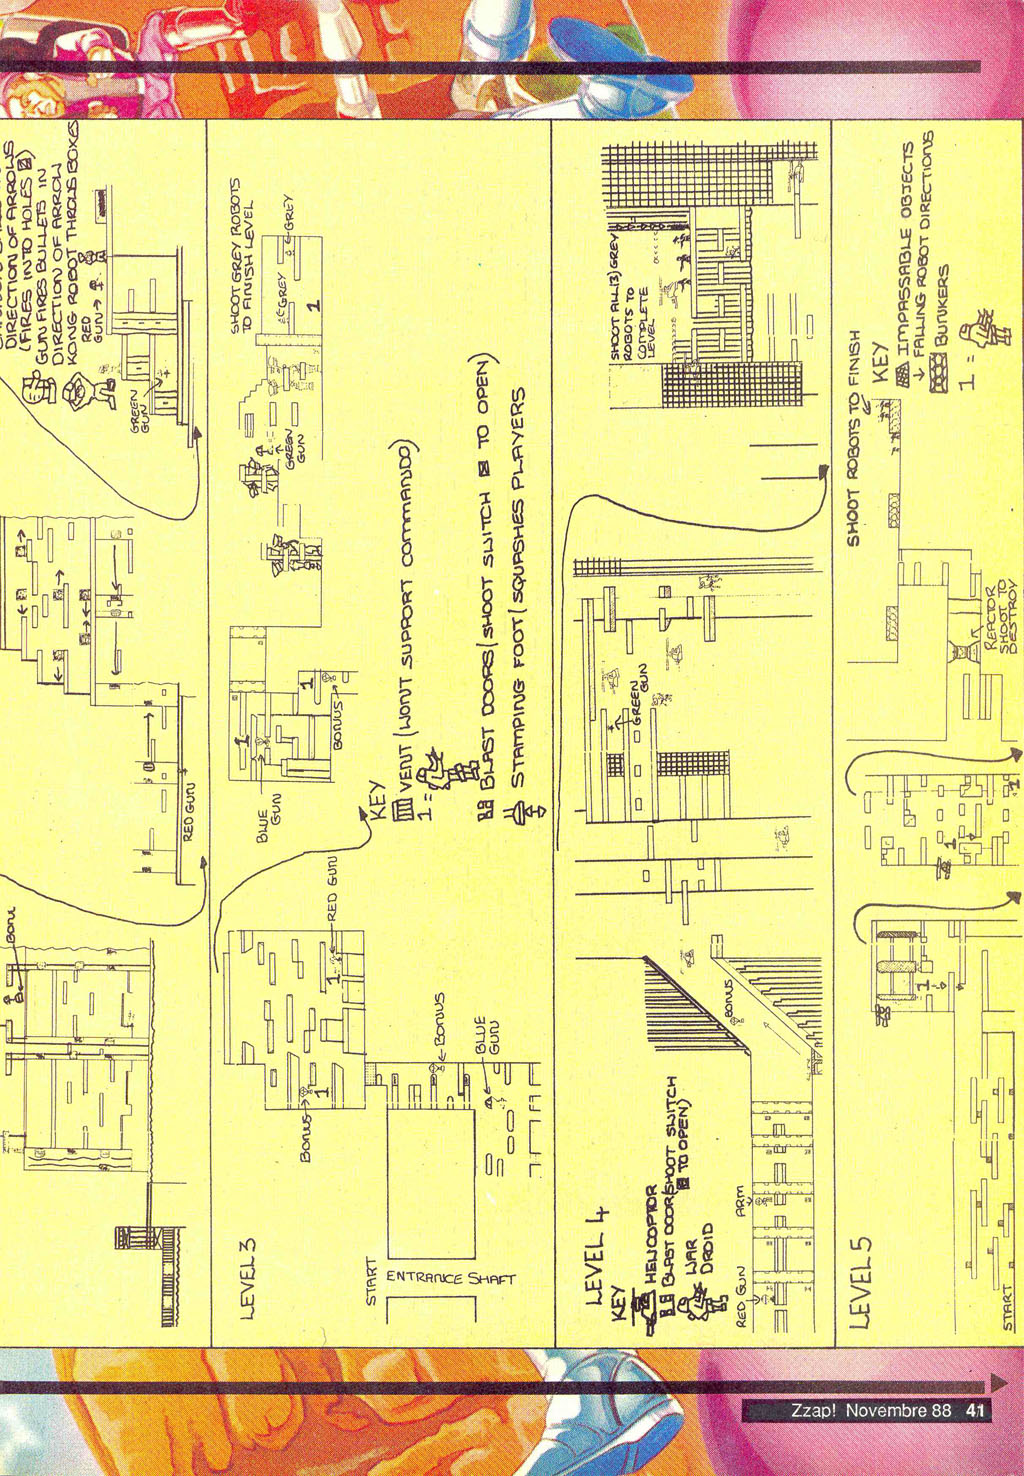 DIRECTION OF ARROWS
(FIRES INTO HOLES)
GUN FIRES BULLETS IN
DIRECTION OF ARROW
KONG ROBOT THROWS BOXES
RED
GUN
GREEN
GUN
RED GUN
BONU
LEVEL 3
START
ENTRANCE SHAFT
BONUS
1
RED GUN
BONUS
BLUE
GUN
BLUE
GUN
1
1
BONUS
GREEN
GUN
SHOOT GREY ROBOTS
TO FINISH LEVEL
GREY
GREY
1
KEY
VENT (WON'T SUPPORT COMMANDO)
1 =
BLAST DOORS (SHOOT SWITCH TO OPEN)
STAMPING FOOT (SQUASHES PLAYERS
LEVEL 4
KEY
HELICOPTOR
BLAST DOOR (SHOOT SWITCH
TO OPEN)
WAR
DROID
RED GUN
ARM
BONUS
GREEN
GUN
SHOOT ALL (3) GREY
ROBOTS TO
COMPLETE
LEVEL
LEVEL 5
START
1
1
1
REACTOR
SHOOT TO
DESTROY
SHOOT ROBOTS TO FINISH
KEY
IMPASSABLE OBJECTS
FALLING ROBOT DIRECTIONS
BUNKERS
1 =
Zzap! Novembre 88 41